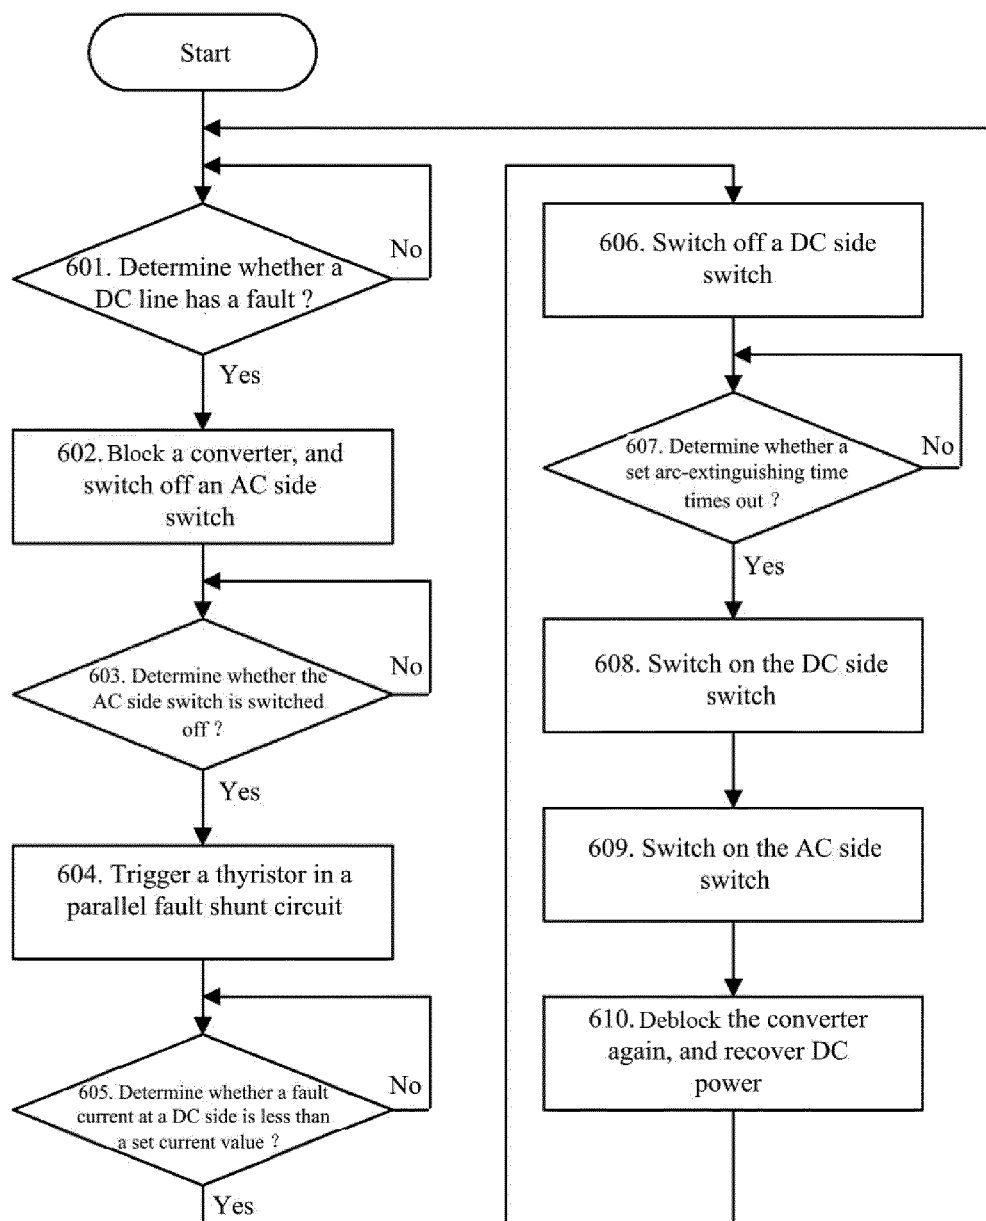 Start
601. Determine whether a
DC line has a fault ?
No
Yes
602. Block a converter, and
switch off an AC side
switch
603. Determine whether the
AC side switch is switched
off ?
No
Yes
604. Trigger a thyristor in a
parallel fault shunt circuit
605. Determine whether a fault
current at a DC side is less than
a set current value ?
No
Yes
606. Switch off a DC side
switch
607. Determine whether a
set arc-extinguishing time
times out ?
No
Yes
608. Switch on the DC side
switch
609. Switch on the AC side
switch
610. Deblock the converter
again, and recover DC
power